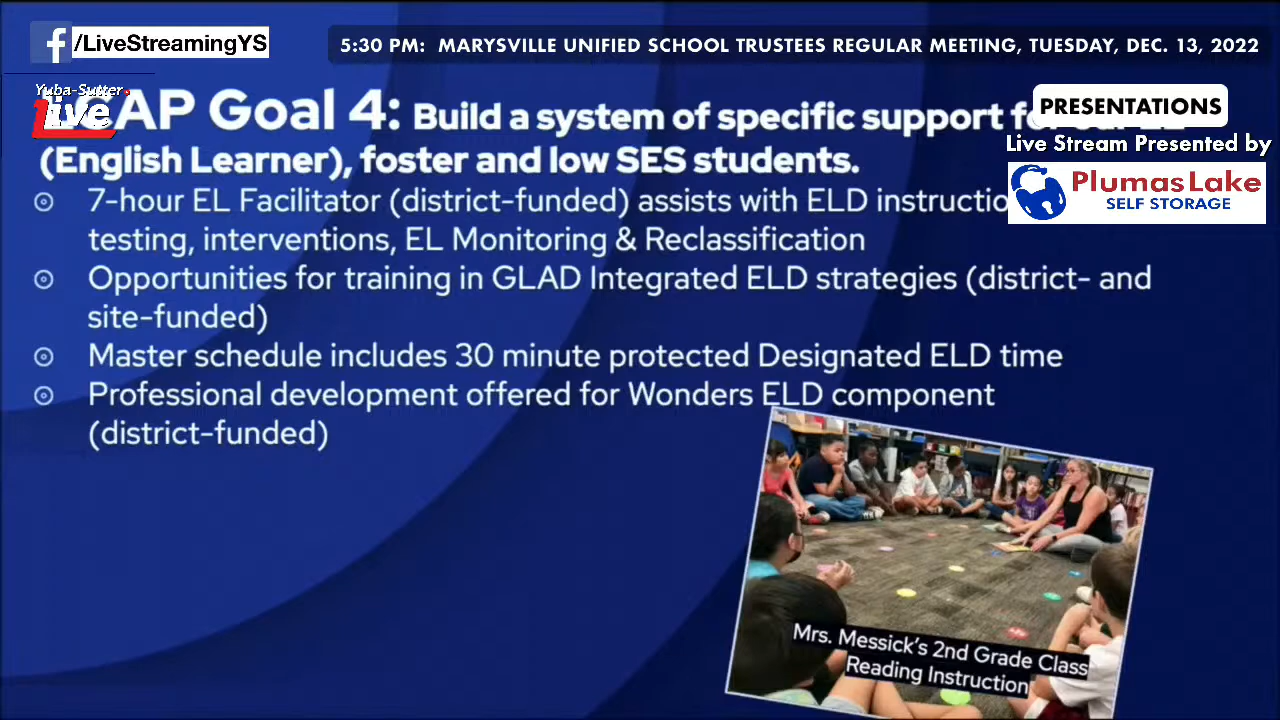 /LiveStreamingYS
5:30 PM: MARYSVILLE UNIFIED SCHOOL TRUSTEES REGULAR MEETING, TUESDAY, DEC. 13, 2022
Yuba-Sutter
Live
PRESENTATIONS
Live Stream Presented by
Plumas Lake
SELF STORAGE
LCAP Goal 4: Build a system of specific support
(English Learner), foster and low SES students.
7-hour EL Facilitator (district-funded) assists with ELD
testing, interventions, EL Monitoring & Reclassification
Opportunities for training in GLAD Integrated ELD strategies (district- and
site-funded)
Master schedule includes 30 minute protected Designated ELD time
Professional development offered for Wonders ELD component
(district-funded)
Mrs. Messick's 2nd Grade Class
Reading Instruction